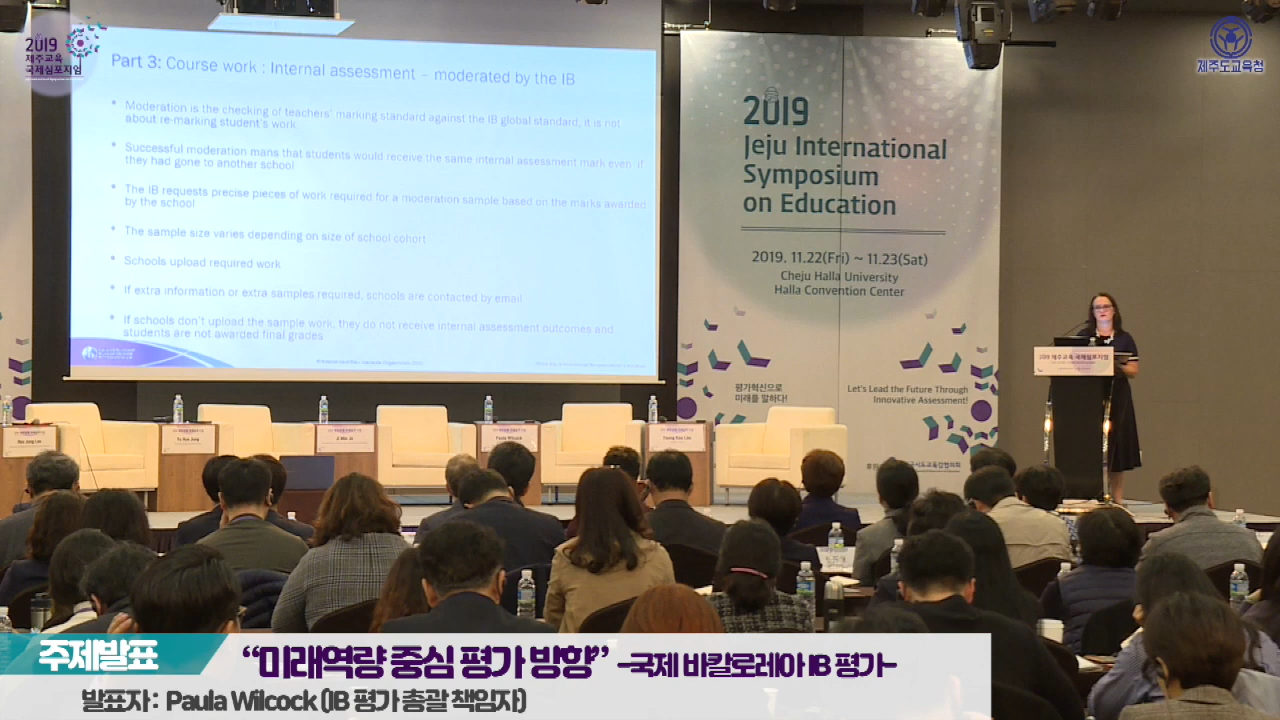 2019
제주교육
국제심포지엄
제주도교육청
Part 3: Course work : Internal assessment – moderated by the IB
• Moderation is the checking of teachers' marking standard against the IB global standard, it is not
about re-marking student's work
• Successful moderation mans that students would receive the same internal assessment mark even if
they had gone to another school
• The IB requests precise pieces of work required for a moderation sample based on the marks awarded
by the school
• The sample size varies depending on size of school cohort
• Schools upload required work
• If extra information or extra samples required, schools are contacted by email
• If schools don't upload the sample work, they do not receive internal assessment outcomes and
students are not awarded final grades
2019
Jeju International
Symposium
on Education
2019. 11.22(Fri) ~ 11.23(Sat)
Cheju Halla University
Halla Convention Center
평가혁신으로
미래를 말하다!
Let's Lead the Future Through
Innovative Assessment!
2019 제주교육 국제심포지엄
Paula Wilcock
주제발표
“미래역량 중심 평가 방향” -국제 바칼로레아 IB 평가-
발표자 : Paula Wilcock (IB 평가 총괄 책임자)